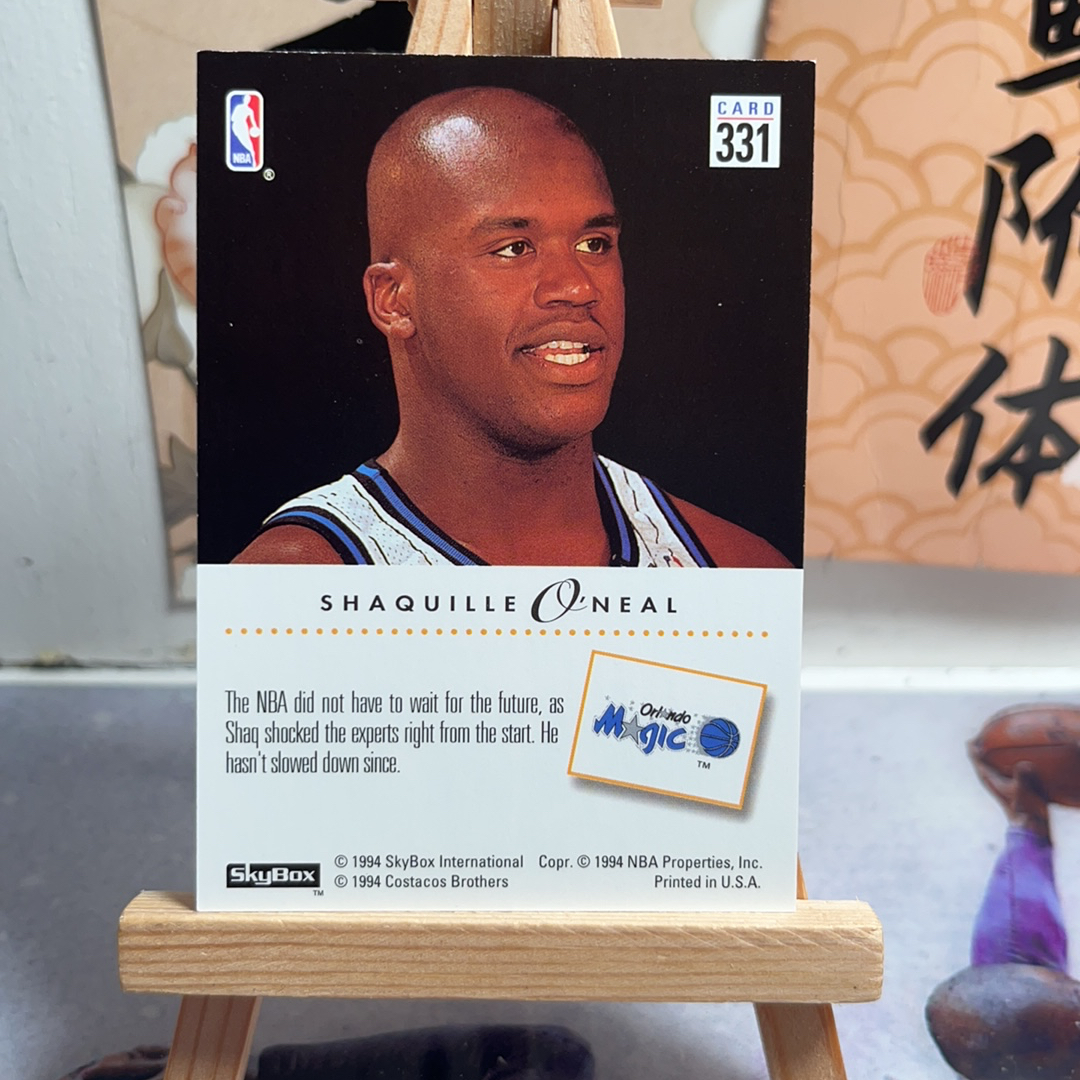 NBA
®
CARD
331
SHAQUILLE O'NEAL
The NBA did not have to wait for the future, as
Shaq shocked the experts right from the start. He
hasn't slowed down since.
Orlando
Magic
TM
SkyBox
TM
© 1994 SkyBox International Copr. © 1994 NBA Properties, Inc.
© 1994 Costacos Brothers Printed in U.S.A.
附
体